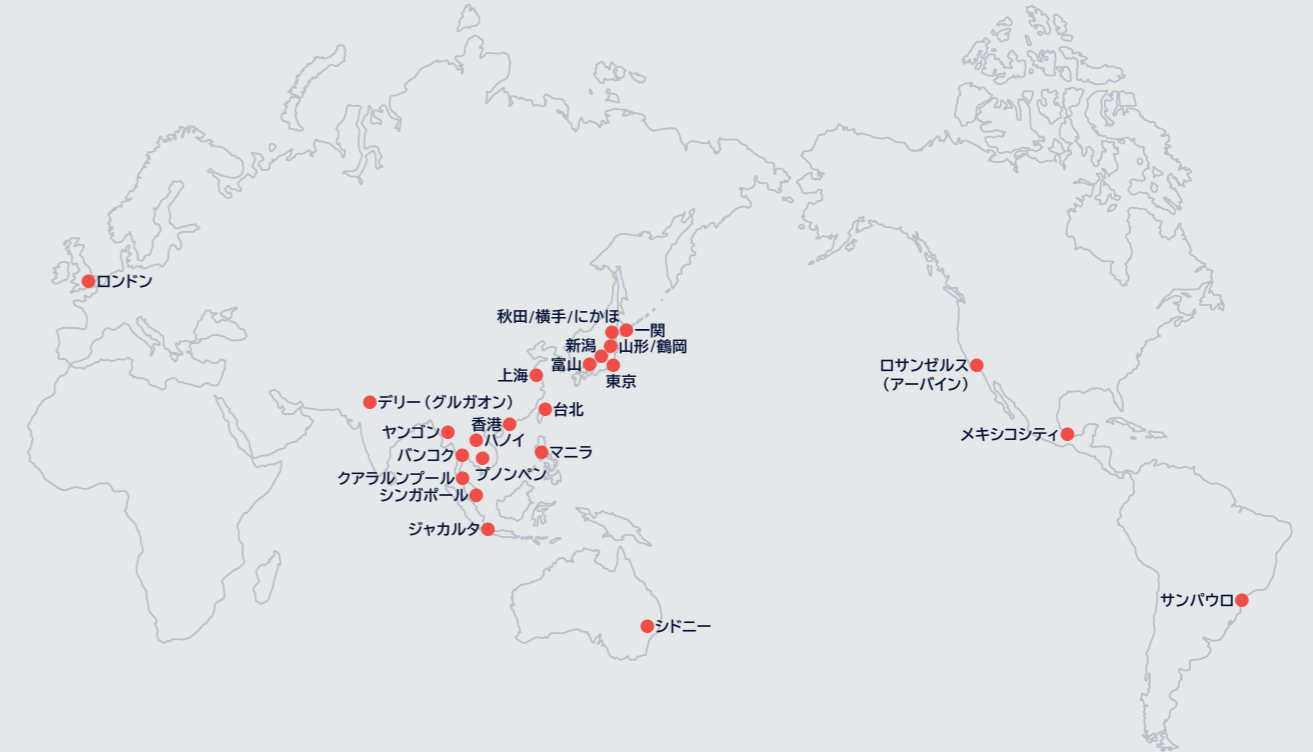 ロンドン
秋田/横手/にかほ
一関
新潟
山形/鶴岡
富山
東京
上海
ロサンゼルス
(アーバイン)
デリー(グルガオン)
台北
香港
ヤンゴン
ハノイ
メキシコシティ
バンコク
マニラ
プノンペン
クアラルンプール
シンガポール
ジャカルタ
サンパウロ
シドニー